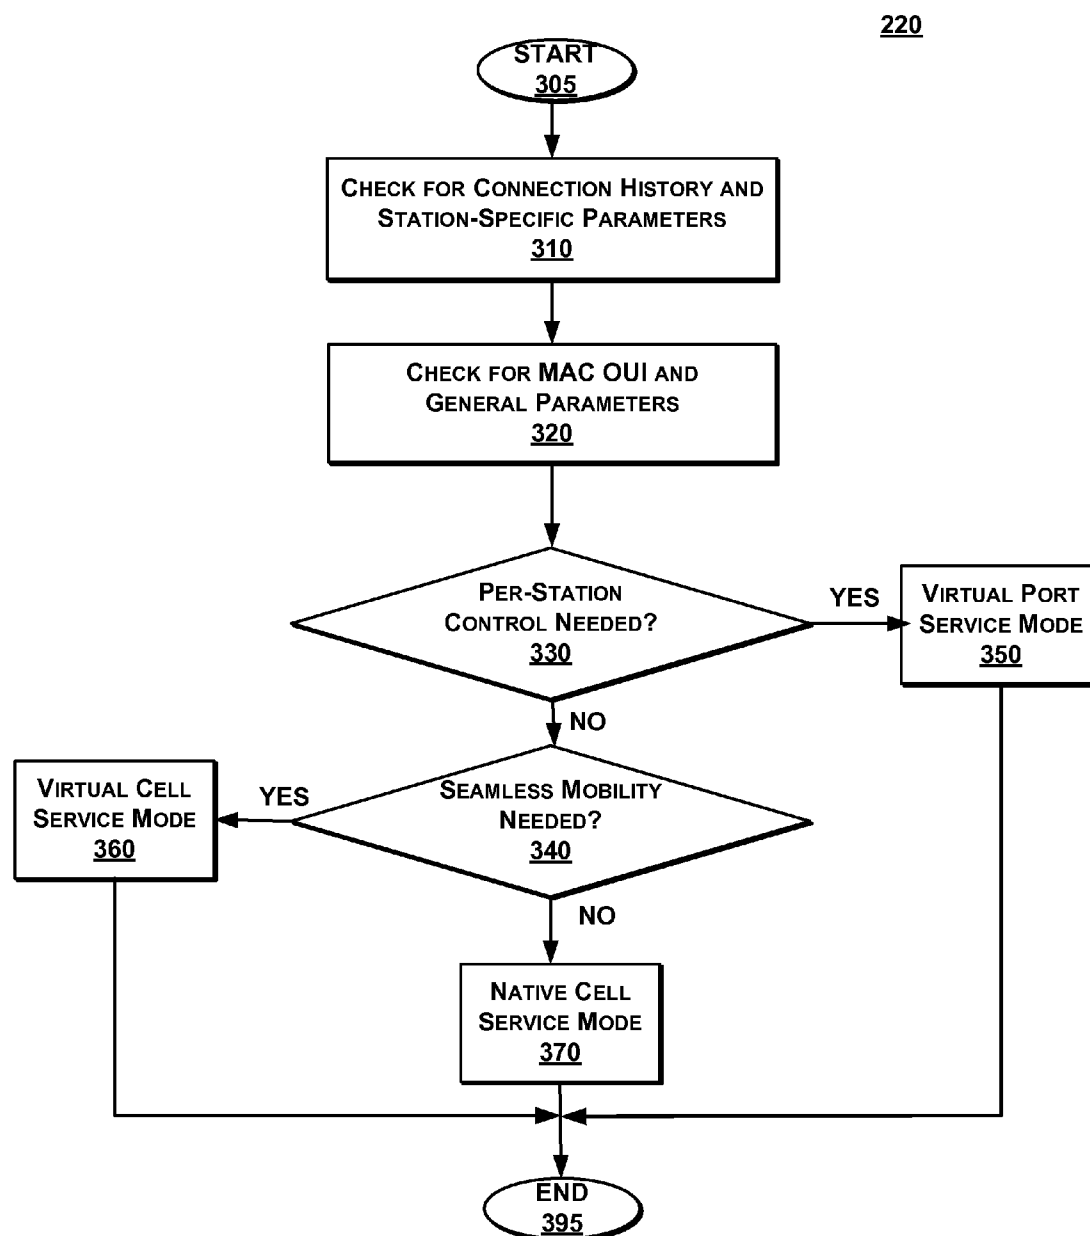 220
START
305
CHECK FOR CONNECTION HISTORY AND
STATION-SPECIFIC PARAMETERS
310
CHECK FOR MAC OUI AND
GENERAL PARAMETERS
320
PER-STATION
CONTROL NEEDED?
330
YES
VIRTUAL PORT
SERVICE MODE
350
NO
SEAMLESS MOBILITY
NEEDED?
340
YES
VIRTUAL CELL
SERVICE MODE
360
NO
NATIVE CELL
SERVICE MODE
370
END
395